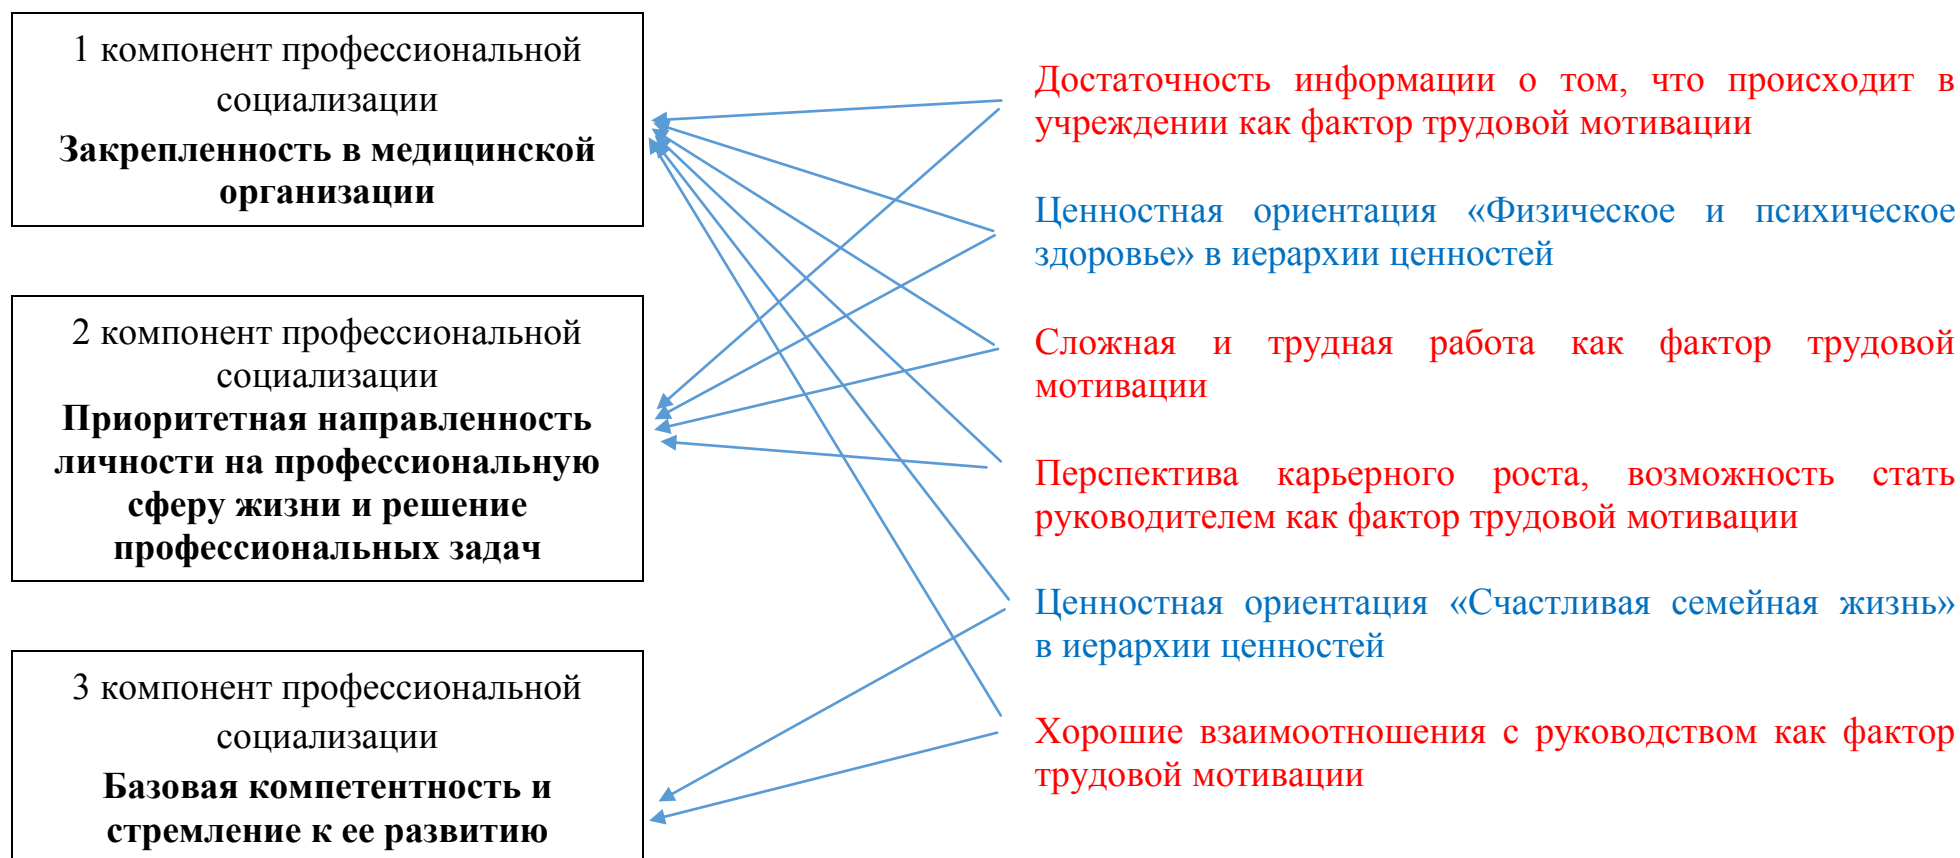 1 компонент профессиональной
социализации
Закрепленность в медицинской
организации
2 компонент профессиональной
социализации
Приоритетная направленность
личности на профессиональную
сферу жизни и решение
профессиональных задач
3 компонент профессиональной
социализации
Базовая компетентность и
стремление к ее развитию
Достаточность информации о том, что происходит в
учреждении как фактор трудовой мотивации
Ценностная ориентация «Физическое и психическое
здоровье» в иерархии ценностей
Сложная и трудная работа как фактор трудовой
мотивации
Перспектива карьерного роста, возможность стать
руководителем как фактор трудовой мотивации
Ценностная ориентация «Счастливая семейная жизнь»
в иерархии ценностей
Хорошие взаимоотношения с руководством как фактор
трудовой мотивации